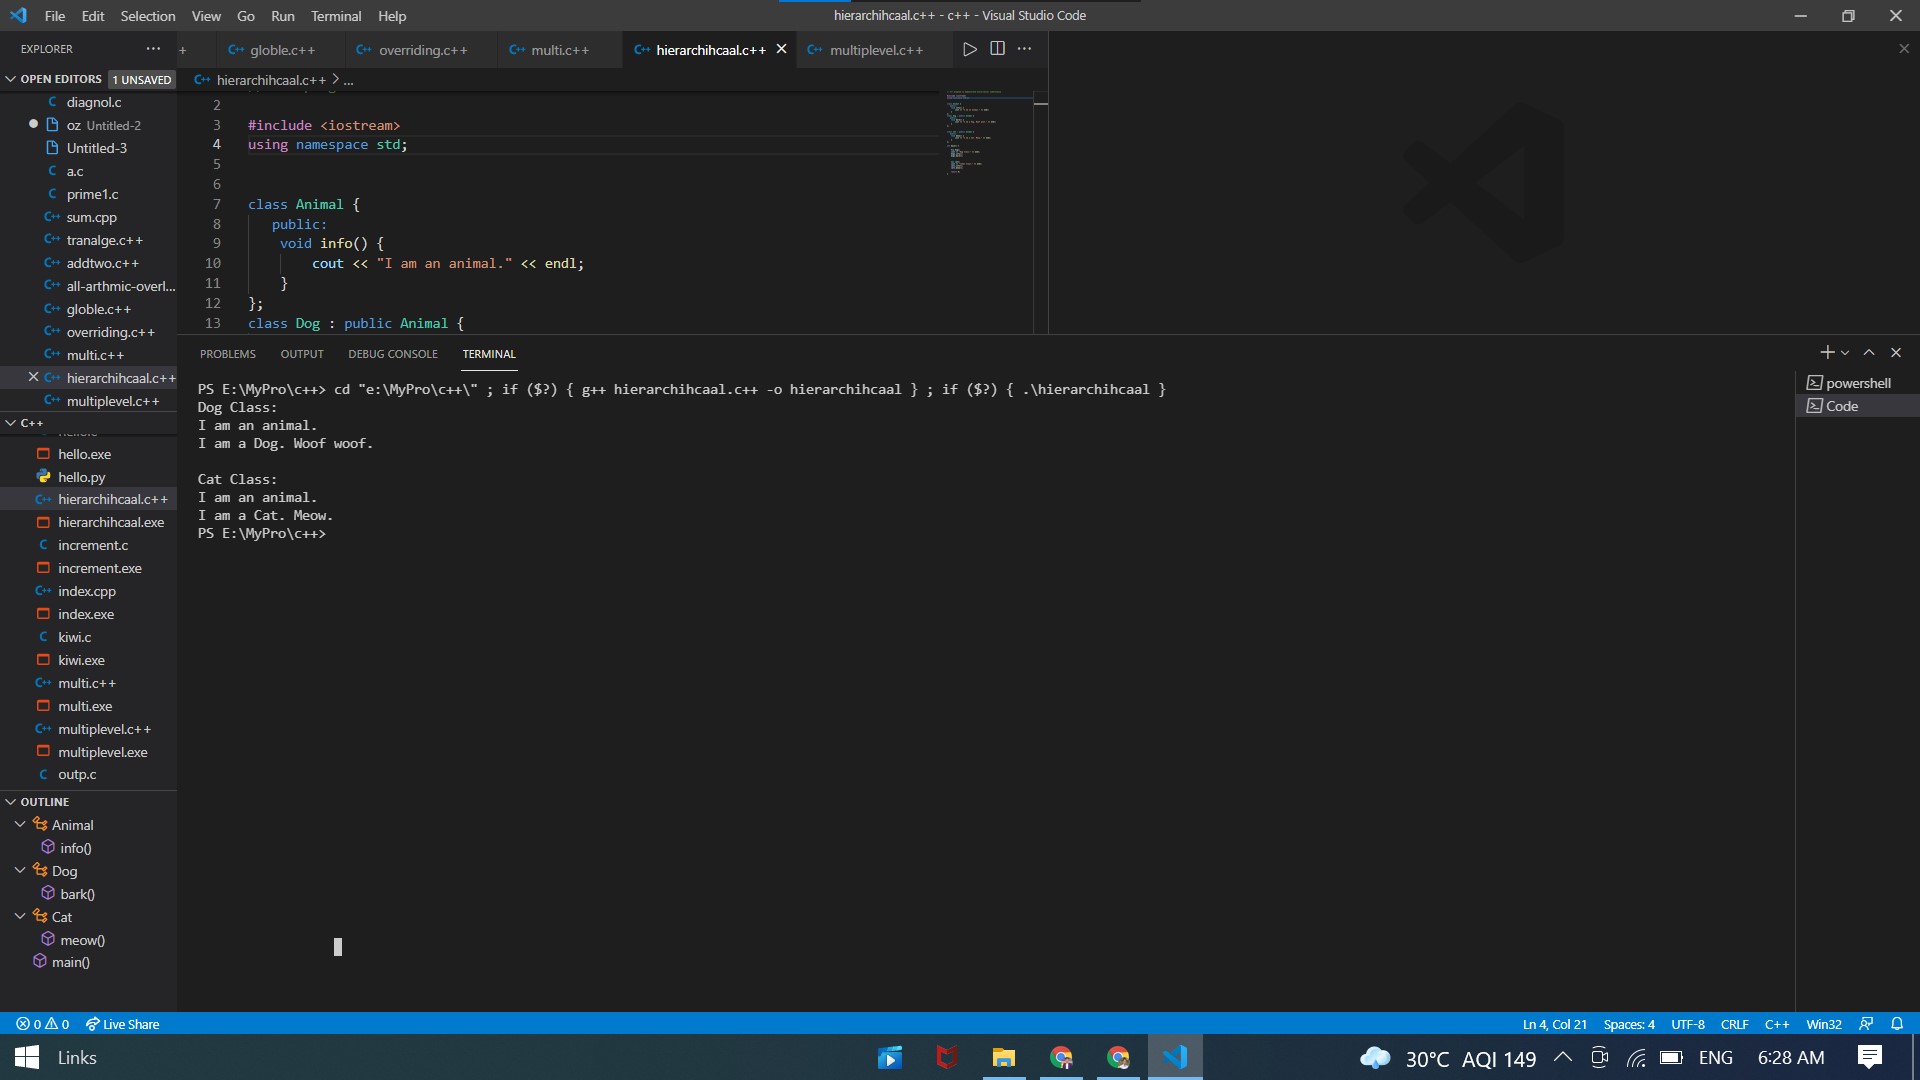 File Edit Selection View Go Run Terminal Help
hierarchihcaal.c++ - c++ - Visual Studio Code
EXPLORER
OPEN EDITORS 1 UNSAVED
diagnol.c
oz Untitled-2
Untitled-3
a.c
prime1.c
sum.cpp
tranalge.c++
addtwo.c++
all-arthmic-overl...
globle.c++
overriding.c++
multi.c++
hierarchihcaal.c++
multiplevel.c++
C++
hello.exe
hello.py
hierarchihcaal.c++
hierarchihcaal.exe
increment.c
increment.exe
index.cpp
index.exe
kiwi.c
kiwi.exe
multi.c++
multi.exe
multiplevel.c++
multiplevel.exe
outp.c
OUTLINE
Animal
info()
Dog
bark()
Cat
meow()
main()
+ globle.c++ overriding.c++ multi.c++ hierarchihcaal.c++ multiplevel.c++
hierarchihcaal.c++ > ...
2
3 #include <iostream>
4 using namespace std;
5
6
7 class Animal {
8 public:
9 void info() {
10 cout << "I am an animal." << endl;
11 }
12 };
13 class Dog : public Animal {
PROBLEMS OUTPUT DEBUG CONSOLE TERMINAL
PS E:\MyPro\c++> cd "e:\MyPro\c++\" ; if ($?) { g++ hierarchihcaal.c++ -o hierarchihcaal } ; if ($?) { .\hierarchihcaal }
Dog Class:
I am an animal.
I am a Dog. Woof woof.
Cat Class:
I am an animal.
I am a Cat. Meow.
PS E:\MyPro\c++>
powershell
Code
0 0 Live Share
Ln 4, Col 21 Spaces: 4 UTF-8 CRLF C++ Win32
Links
30°C AQI 149 ENG 6:28 AM